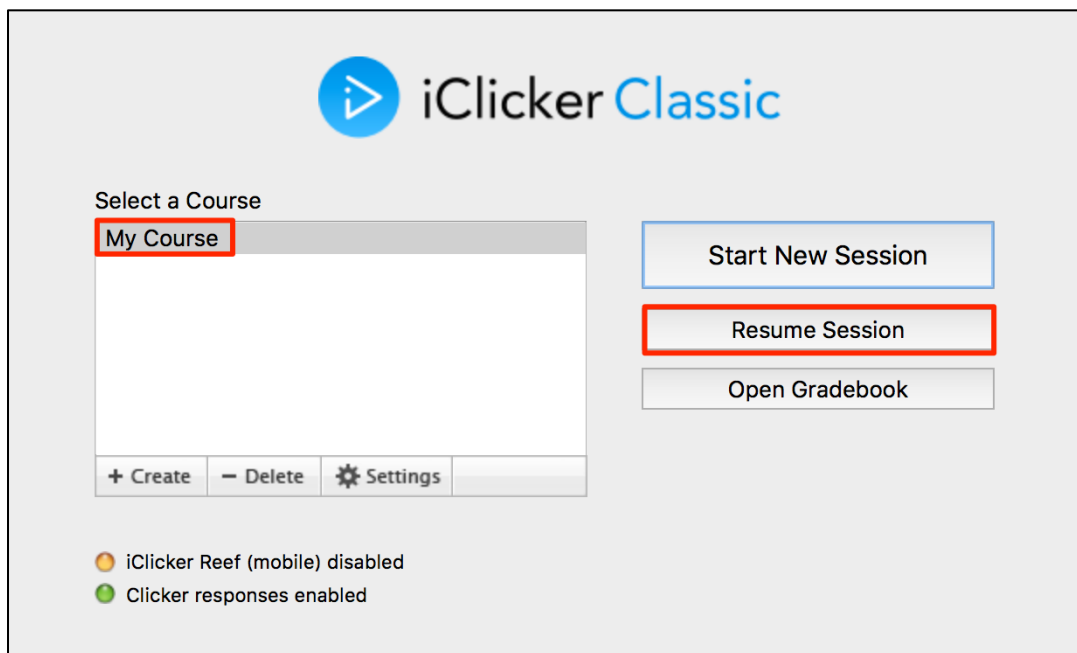 iClicker Classic
Select a Course
My Course
Start New Session
Resume Session
Open Gradebook
+ Create − Delete Settings
iClicker Reef (mobile) disabled
Clicker responses enabled